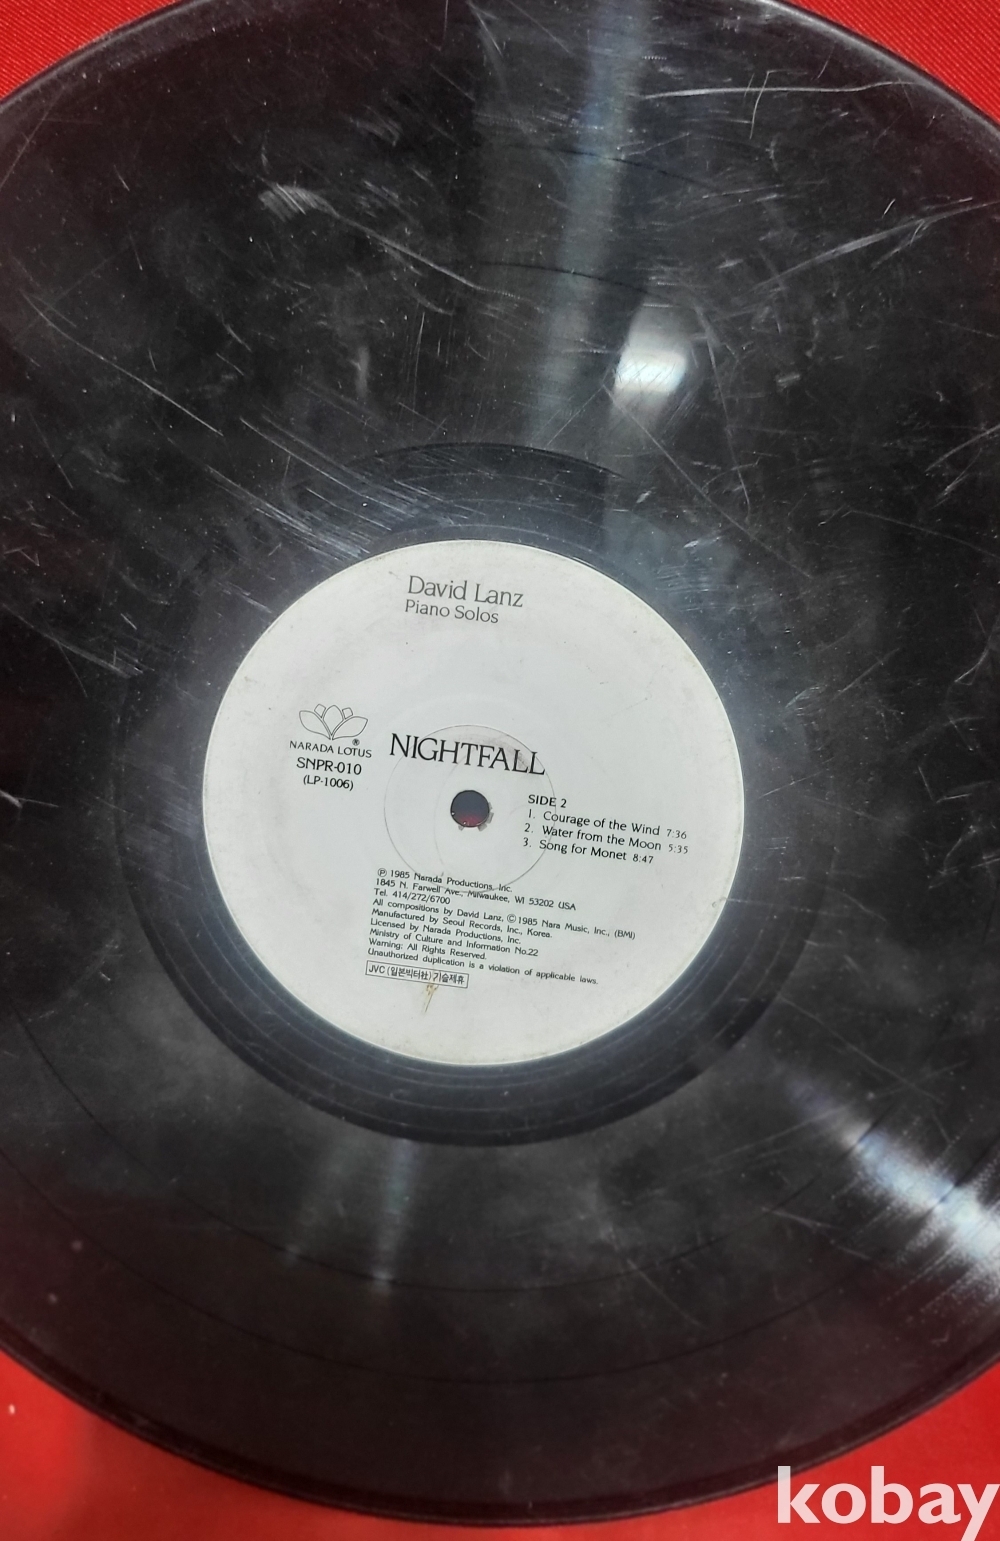 David Lanz
Piano Solos
NARADA LOTUS®
SNPR-010
(LP-1006)
NIGHTFALL
SIDE 2
1. Courage of the Wind 7:36
2. Water from the Moon 5:35
3. Song for Monet 8:47
Ⓟ 1985 Narada Productions, Inc.
1845 N. Farwell Ave., Milwaukee, WI 53202 USA
Tel. 414/272/6700
All compositions by David Lanz, © 1985 Nara Music, Inc., (BMI)
Manufactured by Seoul Records, Inc., Korea.
Licensed by Narada Productions, Inc.
Ministry of Culture and Information No.22
Warning: All Rights Reserved.
Unauthorized duplication is a violation of applicable laws.
JVC (일본빅터社) 기술제휴
kobay